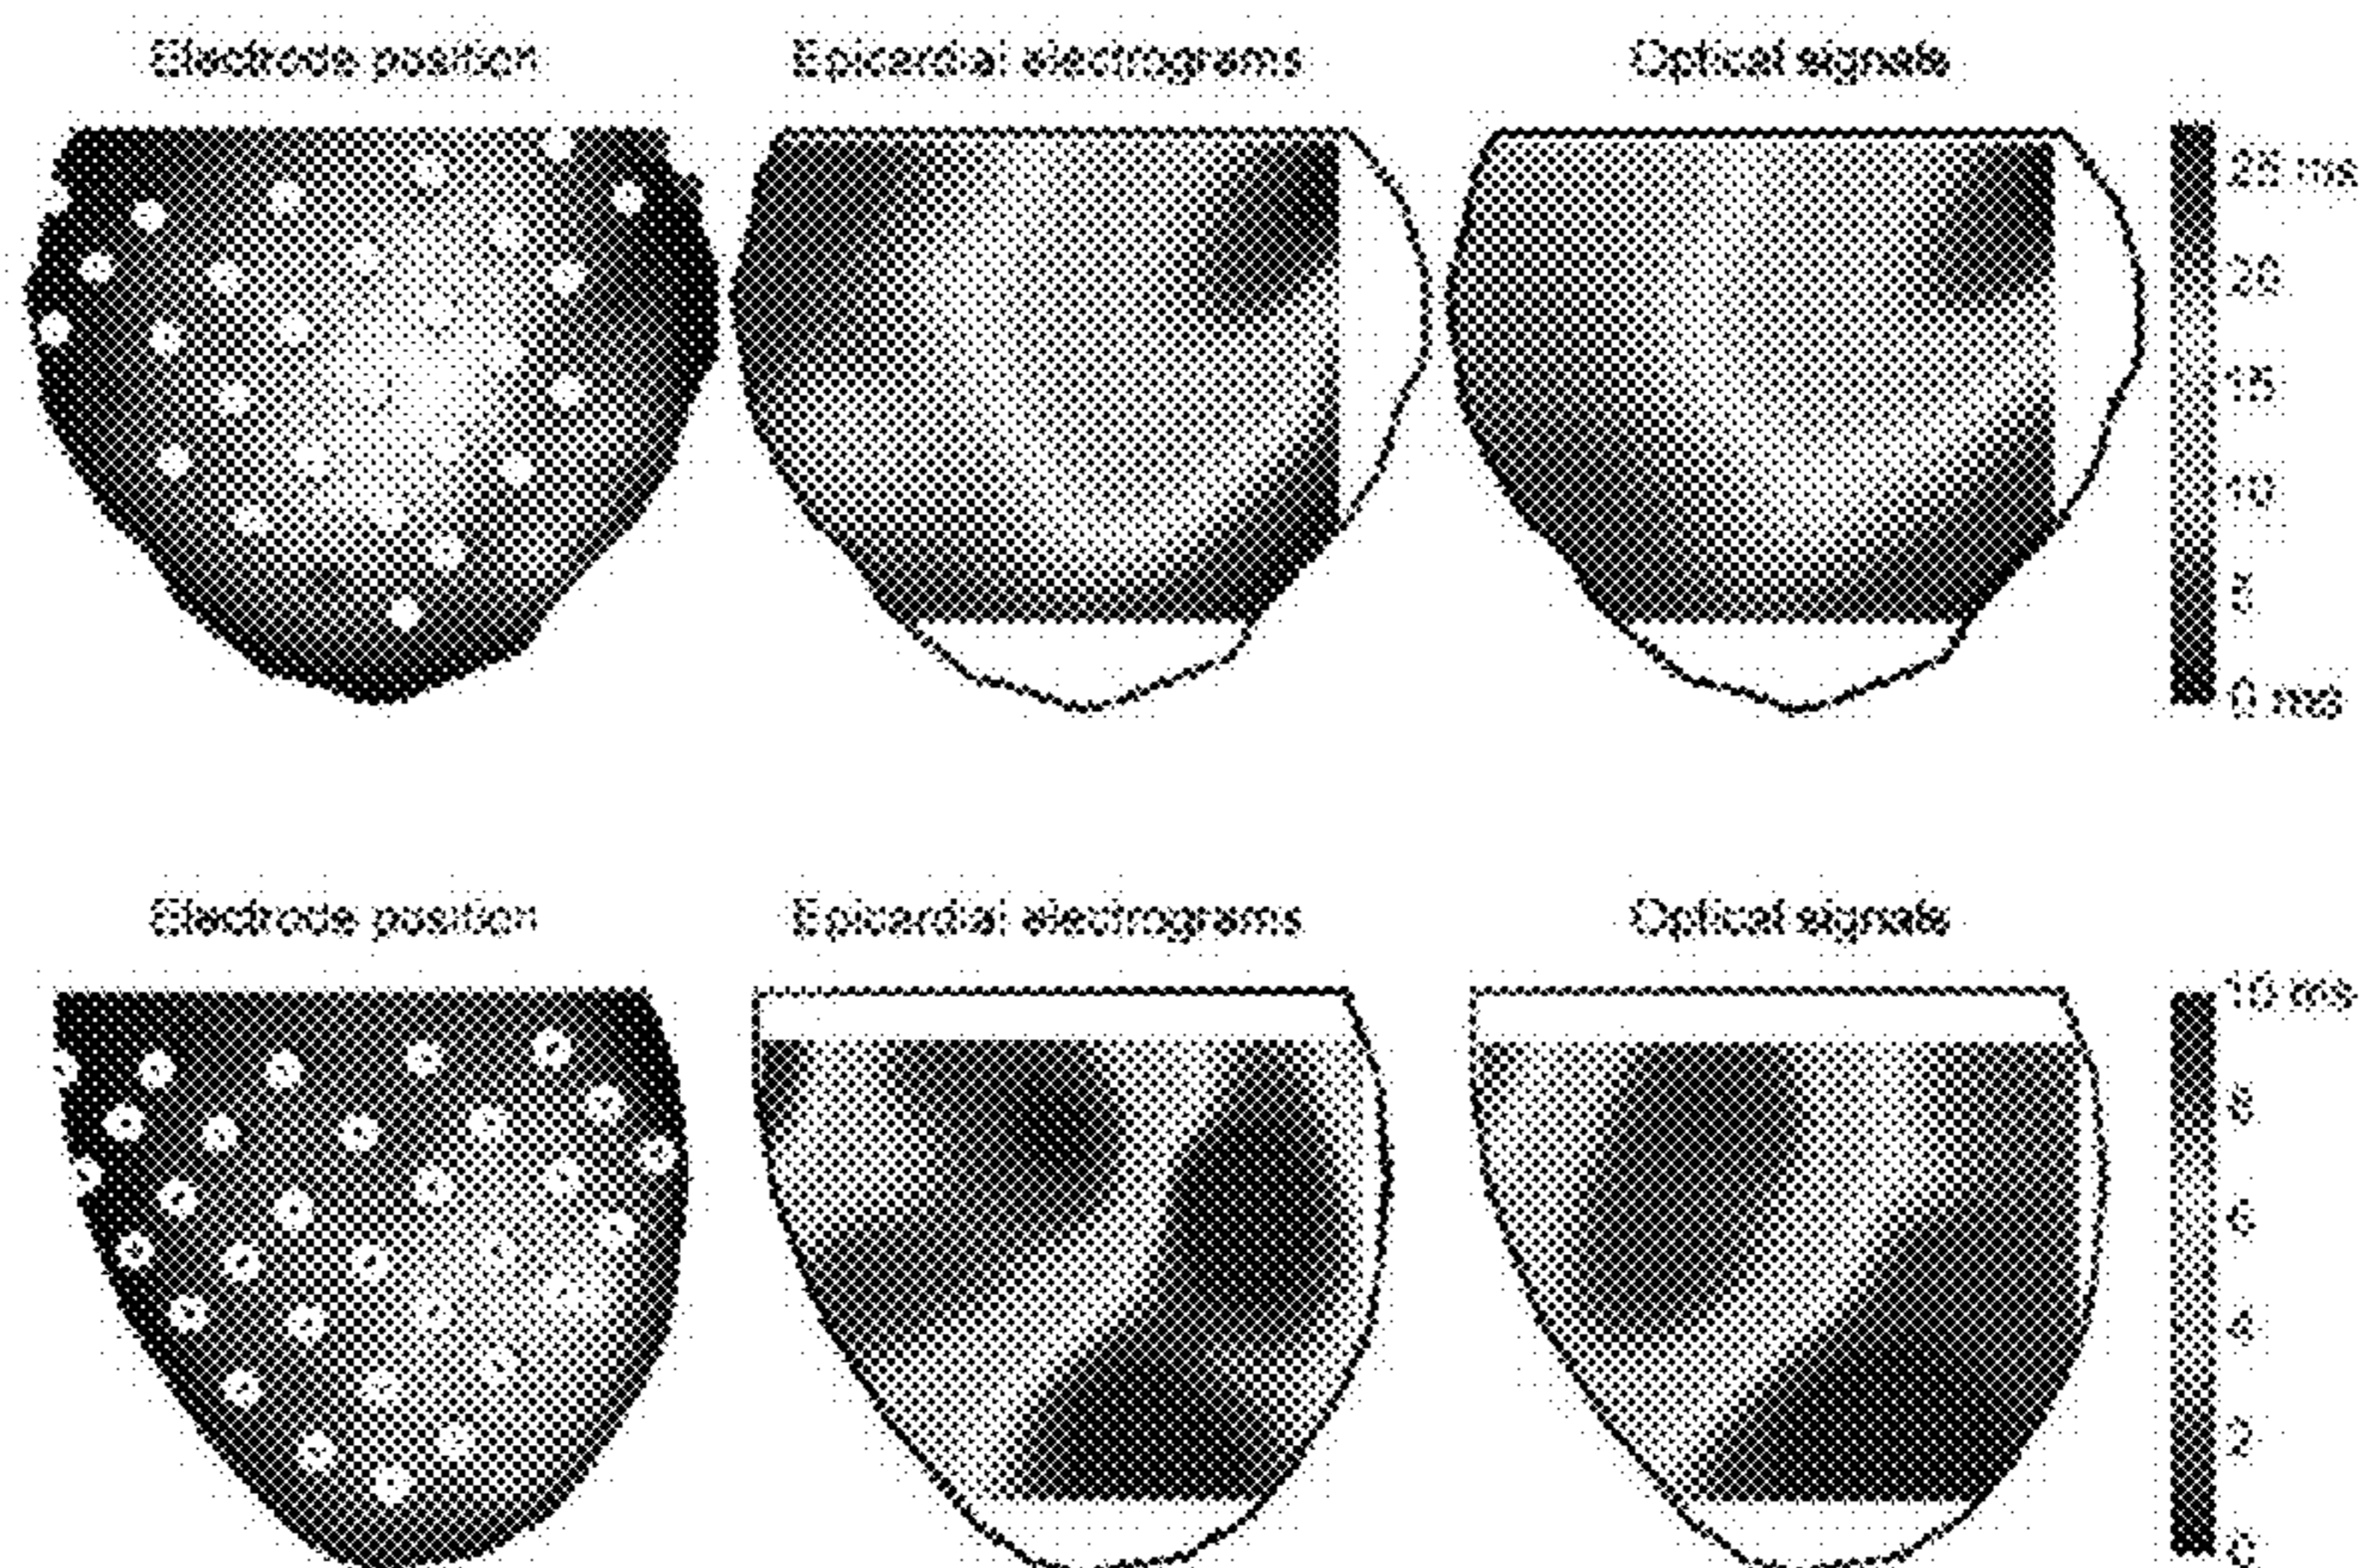 Electrode position
Epicardial electrograms
Optical signals
25 ms
20
15
10
5
0 ms
Electrode position
Epicardial electrograms
Optical signals
10 ms
8
6
4
2
0